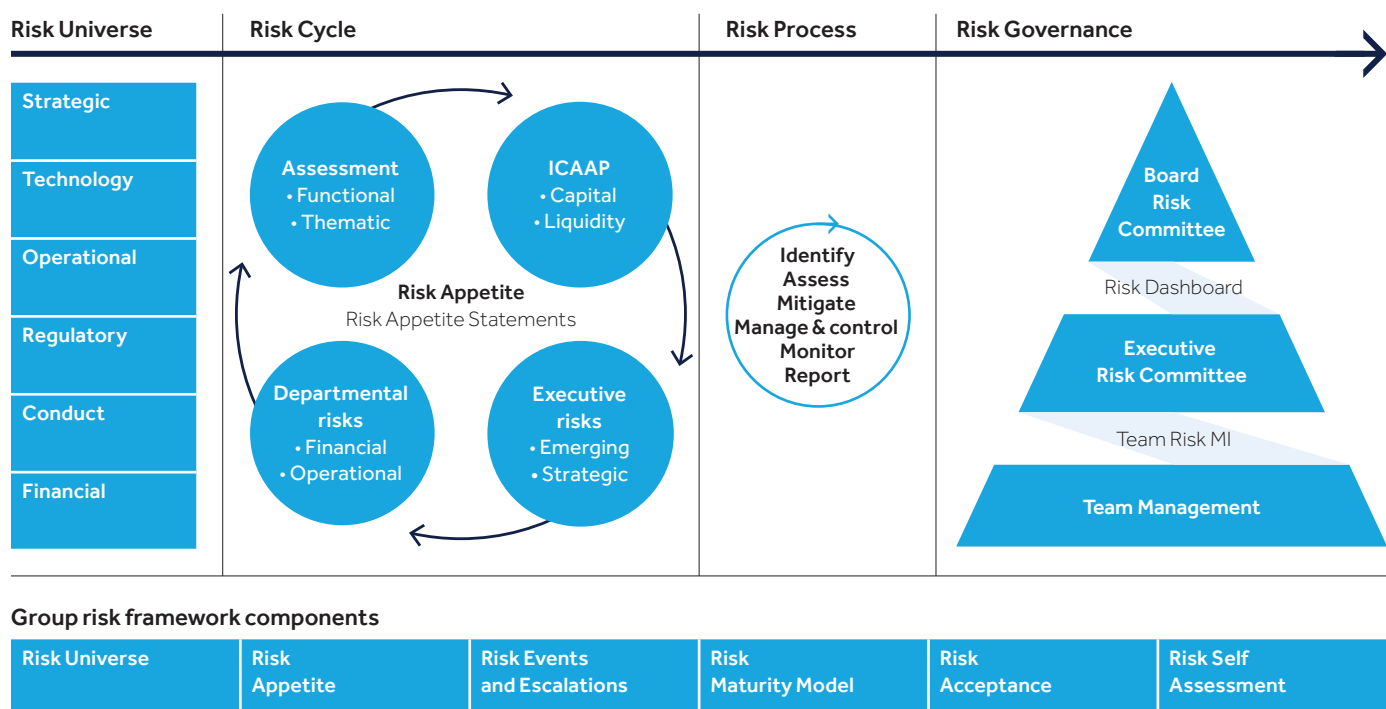 Risk Universe
Risk Cycle
Risk Process
Risk Governance
Strategic
Technology
Operational
Regulatory
Conduct
Financial
Assessment
• Functional
• Thematic
ICAAP
• Capital
• Liquidity
Risk Appetite
Risk Appetite Statements
Departmental
risks
• Financial
• Operational
Executive
risks
• Emerging
• Strategic
Identify
Assess
Mitigate
Manage & control
Monitor
Report
Board
Risk
Committee
Risk Dashboard
Executive
Risk Committee
Team Risk MI
Team Management
Group risk framework components
Risk Universe
Risk
Appetite
Risk Events
and Escalations
Risk
Maturity Model
Risk
Acceptance
Risk Self
Assessment